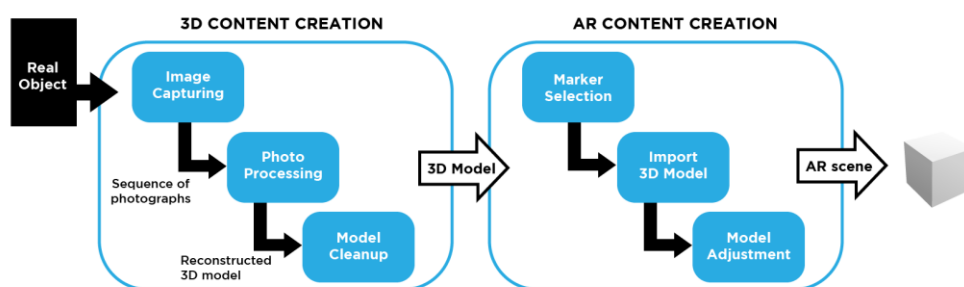 3D CONTENT CREATION
Real
Object
Image
Capturing
Sequence of
photographs
Photo
Processing
Reconstructed
3D model
Model
Cleanup
3D Model
AR CONTENT CREATION
Marker
Selection
Import
3D Model
Model
Adjustment
AR scene